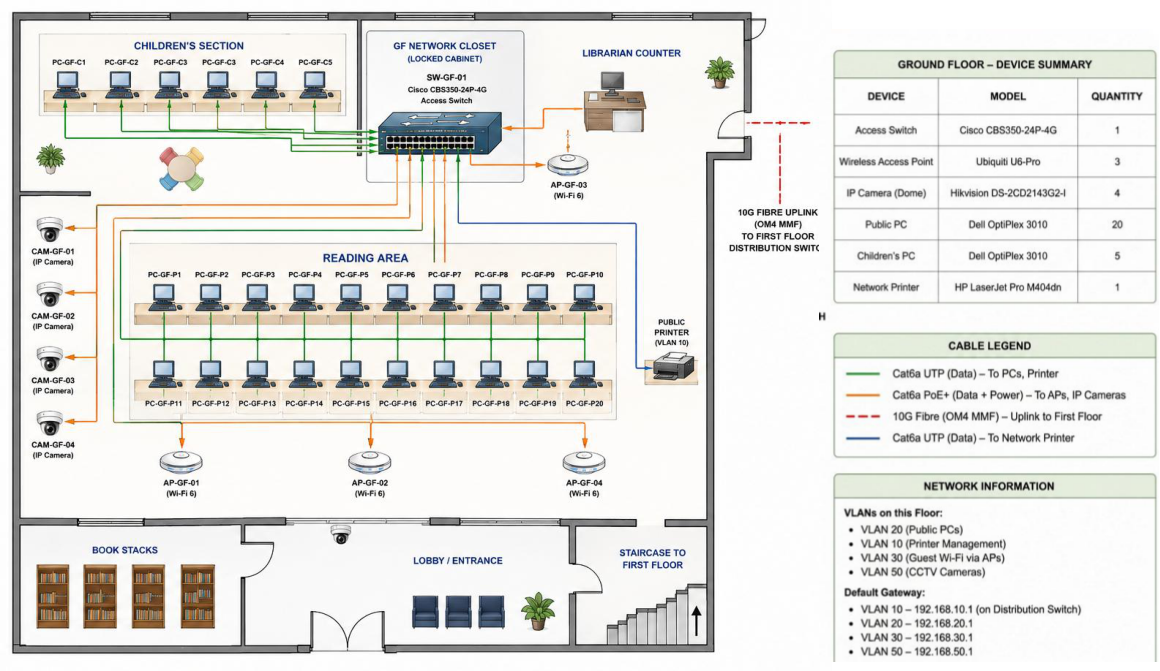 CHILDREN'S SECTION
PC-GF-C1 PC-GF-C2 PC-GF-C3 PC-GF-C3 PC-GF-C4 PC-GF-C5
GF NETWORK CLOSET
(LOCKED CABINET)
SW-GF-01
Cisco CBS350-24P-4G
Access Switch
LIBRARIAN COUNTER
AP-GF-03
(Wi-Fi 6)
10G FIBRE UPLINK
(OM4 MMF)
TO FIRST FLOOR
DISTRIBUTION SWITC
CAM-GF-01
(IP Camera)
CAM-GF-02
(IP Camera)
CAM-GF-03
(IP Camera)
CAM-GF-04
(IP Camera)
READING AREA
PC-GF-P1 PC-GF-P2 PC-GF-P3 PC-GF-P4 PC-GF-P5 PC-GF-P6 PC-GF-P7 PC-GF-P8 PC-GF-P9 PC-GF-P10
PC-GF-P11 PC-GF-P12 PC-GF-P13 PC-GF-P14 PC-GF-P15 PC-GF-P16 PC-GF-P17 PC-GF-P18 PC-GF-P19 PC-GF-P20
PUBLIC
PRINTER
(VLAN 10)
AP-GF-01
(Wi-Fi 6)
AP-GF-02
(Wi-Fi 6)
AP-GF-04
(Wi-Fi 6)
BOOK STACKS
LOBBY / ENTRANCE
STAIRCASE TO
FIRST FLOOR
GROUND FLOOR – DEVICE SUMMARY
DEVICE MODEL QUANTITY
Access Switch Cisco CBS350-24P-4G 1
Wireless Access Point Ubiquiti U6-Pro 3
IP Camera (Dome) Hikvision DS-2CD2143G2-I 4
Public PC Dell OptiPlex 3010 20
Children's PC Dell OptiPlex 3010 5
Network Printer HP LaserJet Pro M404dn 1
H
CABLE LEGEND
Cat6a UTP (Data) – To PCs, Printer
Cat6a PoE+ (Data + Power) – To APs, IP Cameras
10G Fibre (OM4 MMF) – Uplink to First Floor
Cat6a UTP (Data) – To Network Printer
NETWORK INFORMATION
VLANs on this Floor:
• VLAN 20 (Public PCs)
• VLAN 10 (Printer Management)
• VLAN 30 (Guest Wi-Fi via APs)
• VLAN 50 (CCTV Cameras)
Default Gateway:
• VLAN 10 – 192.168.10.1 (on Distribution Switch)
• VLAN 20 – 192.168.20.1
• VLAN 30 – 192.168.30.1
• VLAN 50 – 192.168.50.1